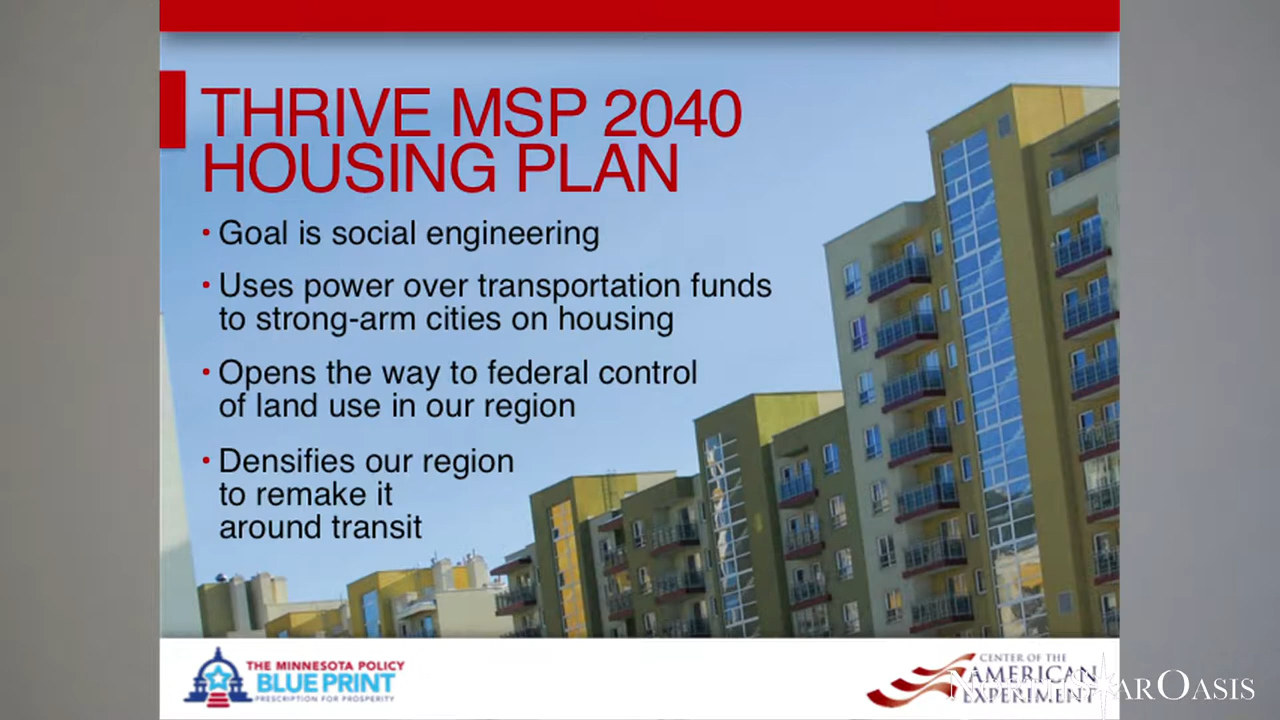 THRIVE MSP 2040
HOUSING PLAN
• Goal is social engineering
• Uses power over transportation funds
to strong-arm cities on housing
• Opens the way to federal control
of land use in our region
• Densifies our region
to remake it
around transit
THE MINNESOTA POLICY
BLUE PRINT
PRESCRIPTION FOR PROSPERITY
CENTER OF THE
AMERICAN
EXPERIMENT
OASIS